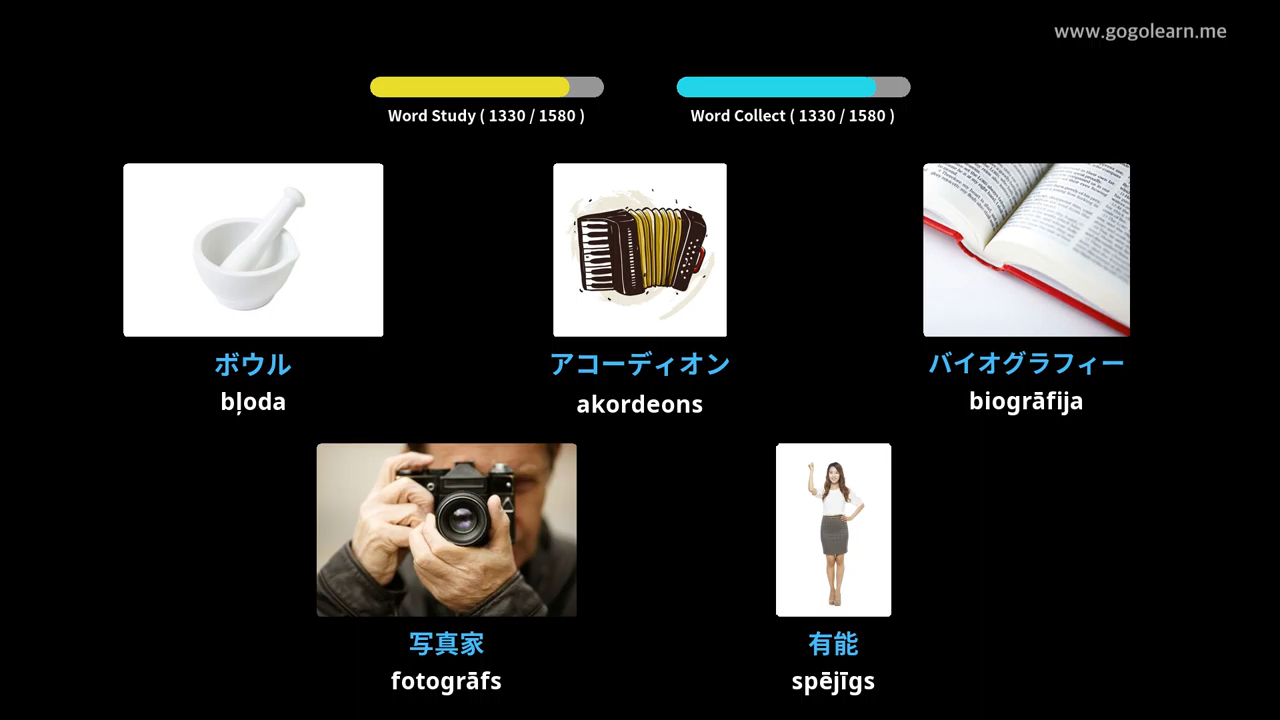 www.gogolearn.me
Word Study ( 1330 / 1580 )
Word Collect ( 1330 / 1580 )
ボウル
bļoda
アコーディオン
akordeons
バイオグラフィー
biogrāfija
写真家
fotogrāfs
有能
spējīgs